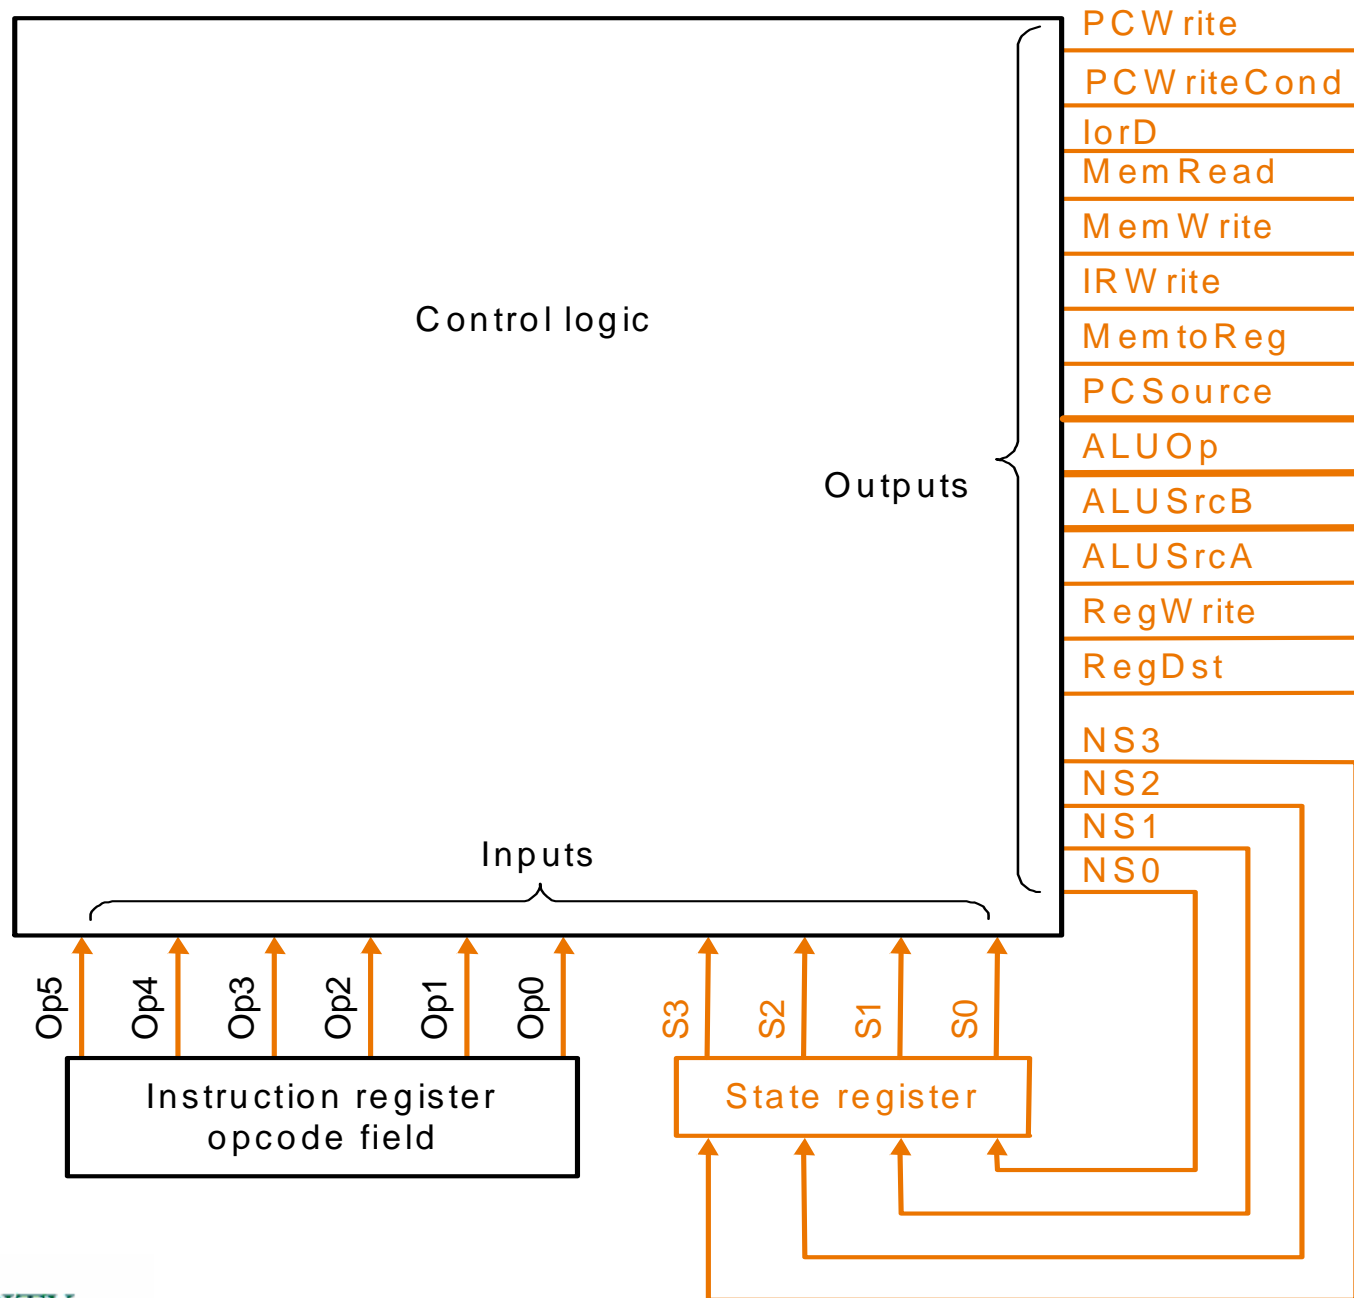 PCWrite
PCWriteCond
IorD
MemRead
MemWrite
IRWrite
Control logic
MemtoReg
PCSource
ALUOp
Outputs
ALUSrcB
ALUSrcA
RegWrite
RegDst
NS3
NS2
NS1
Inputs
NS0
Op5
Op4
Op3
Op2
Op1
Op0
S3
S2
S1
S0
Instruction register
opcode field
State register